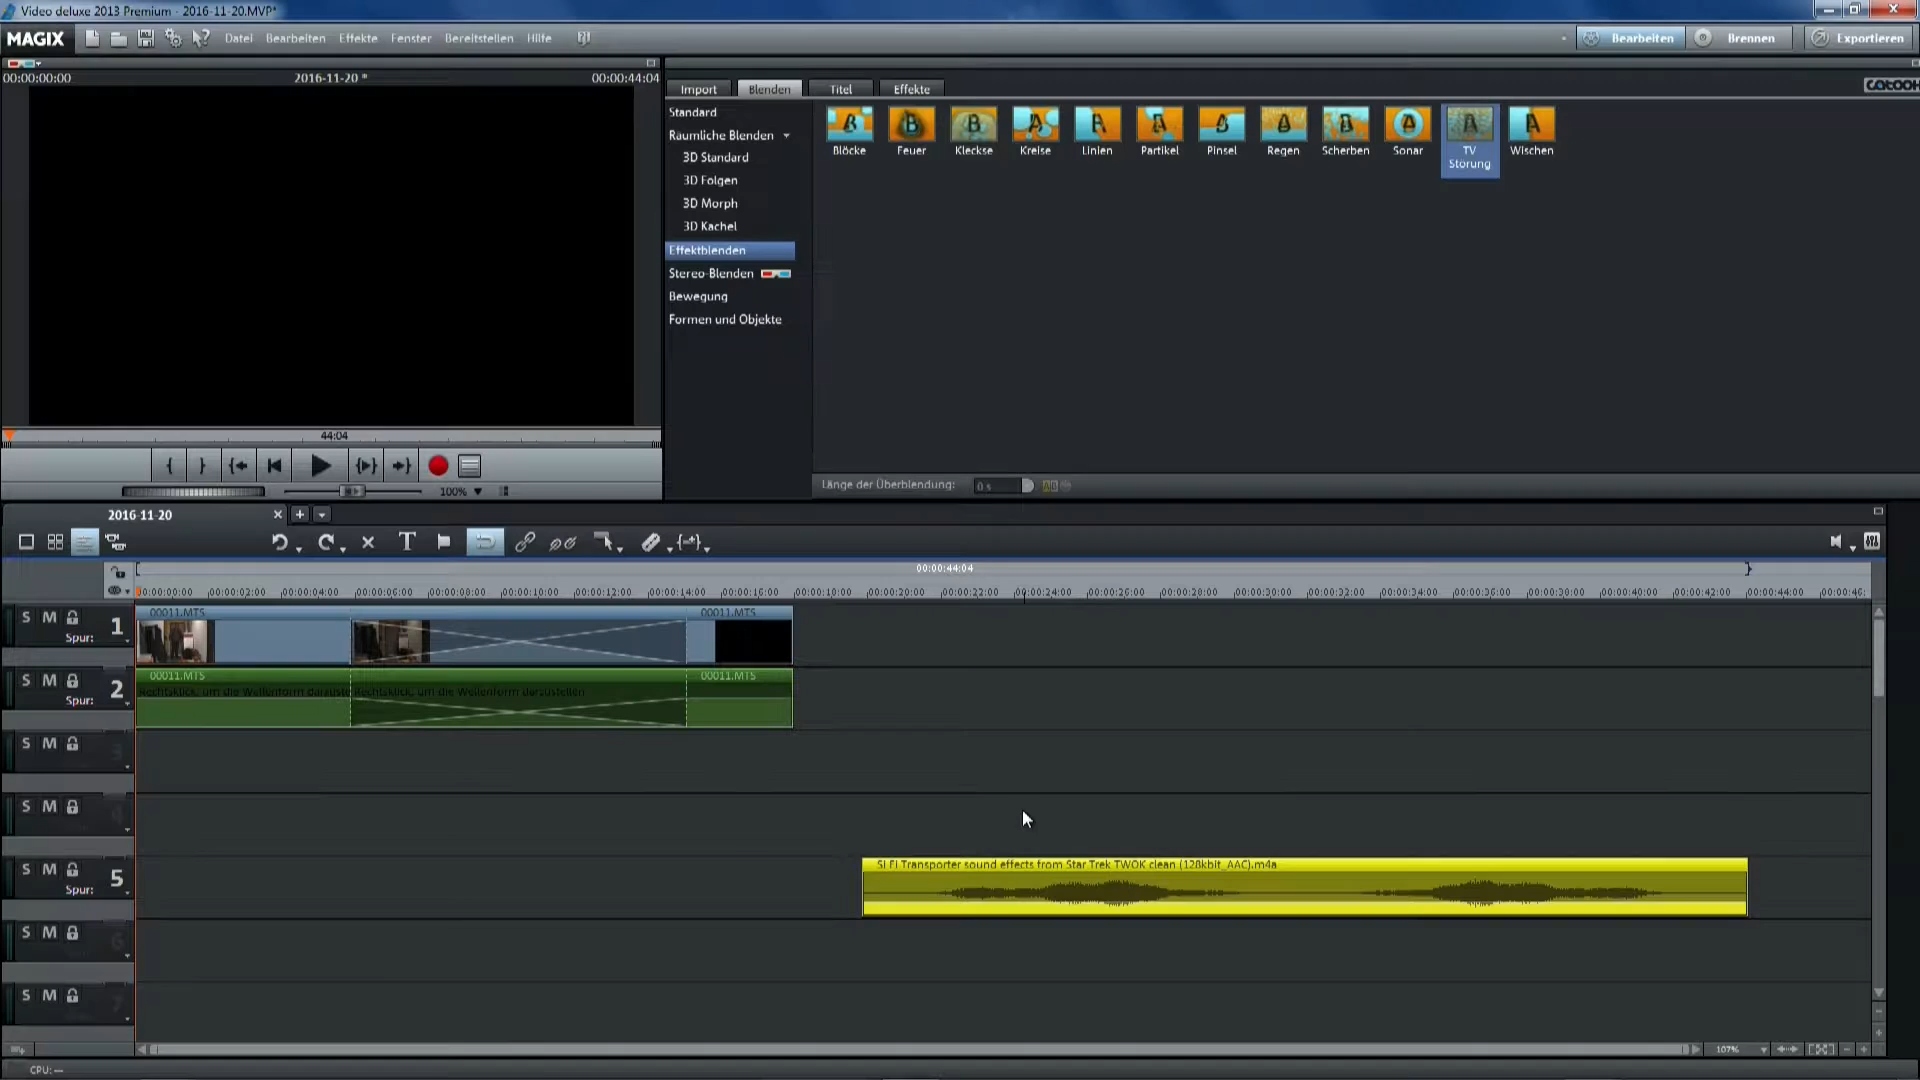 Video deluxe 2013 Premium - 2016-11-20.MVP*
MAGIX Datei Bearbeiten Effekte Fenster Bereitstellen Hilfe
Bearbeiten Brennen Exportieren
00:00:00:00 2016-11-20 * 00:00:44:04
Import Blenden Titel Effekte
Standard
Räumliche Blenden
3D Standard
3D Folgen
3D Morph
3D Kachel
Effektblenden
Stereo-Blenden
Bewegung
Formen und Objekte
Blöcke Feuer Kleckse Kreise Linien Partikel Pinsel Regen Scherben Sonar TV Störung Wischen
44:04
100%
Länge der Überblendung: 0 s
2016-11-20
00:00:44:04
00:00:00:00 00:00:02:00 00:00:04:00 00:00:06:00 00:00:08:00 00:00:10:00 00:00:12:00 00:00:14:00 00:00:16:00 00:00:18:00 00:00:20:00 00:00:22:00 00:00:24:00 00:00:26:00 00:00:28:00 00:00:30:00 00:00:32:00 00:00:34:00 00:00:36:00 00:00:38:00 00:00:40:00 00:00:42:00 00:00:44:00 00:00:46:
S M Spur: 1
00011.MTS 00011.MTS
S M Spur: 2
00011.MTS 00011.MTS
Rechtsklick, um die Wellenform darzuste Rechtsklick, um die Wellenform darzustellen
S M 3
S M 4
S M Spur: 5
Si Fi Transporter sound effects from Star Trek TWOK clean (128kbit_AAC).m4a
S M 6
S M 7
107%
CPU: —